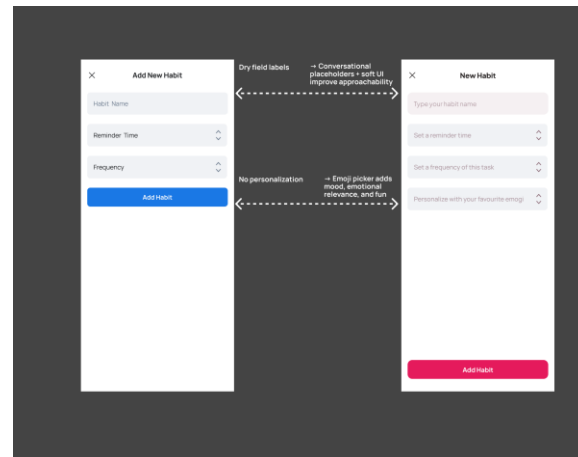 Add New Habit
Habit Name
Reminder Time
Frequency
Add Habit
Dry field labels
→ Conversational
placeholders + soft UI
improve approachability
No personalization
→ Emoji picker adds
mood, emotional
relevance, and fun
New Habit
Type your habit name
Set a reminder time
Set a frequency of this task
Personalize with your favourite emogi
Add Habit